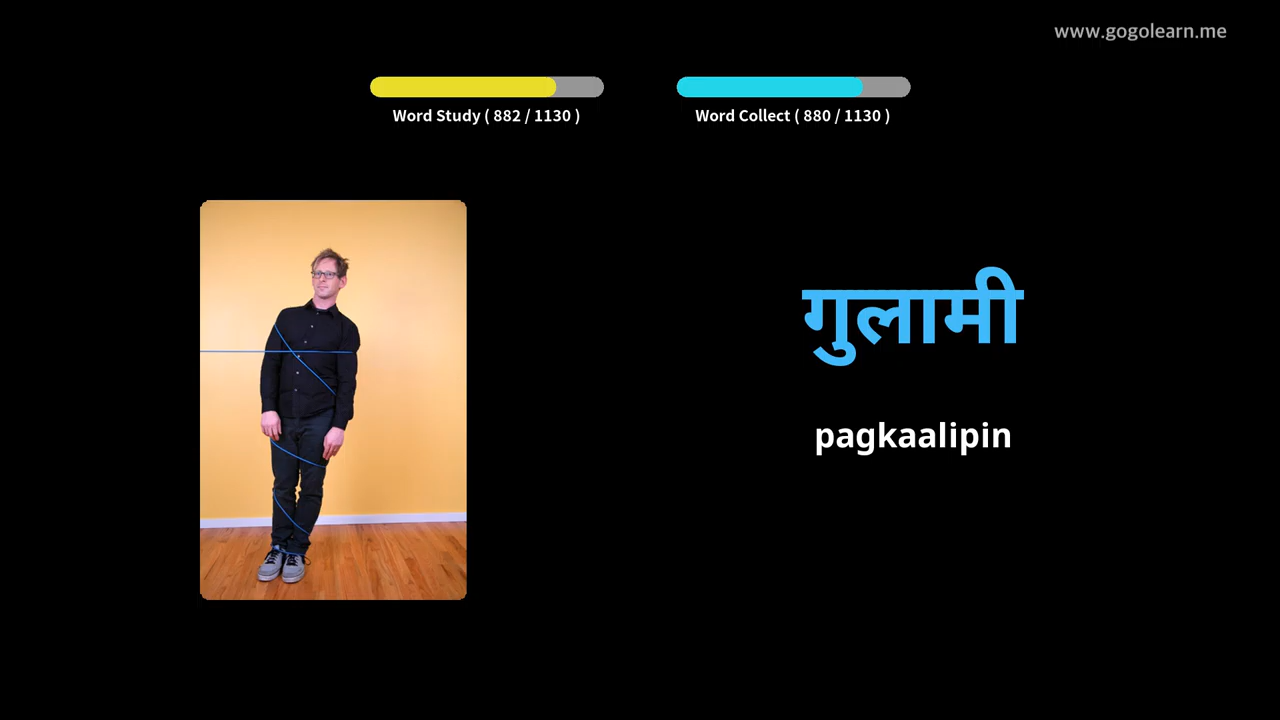 www.gogolearn.me
Word Study ( 882 / 1130 )
Word Collect ( 880 / 1130 )
गुलामी
pagkaalipin